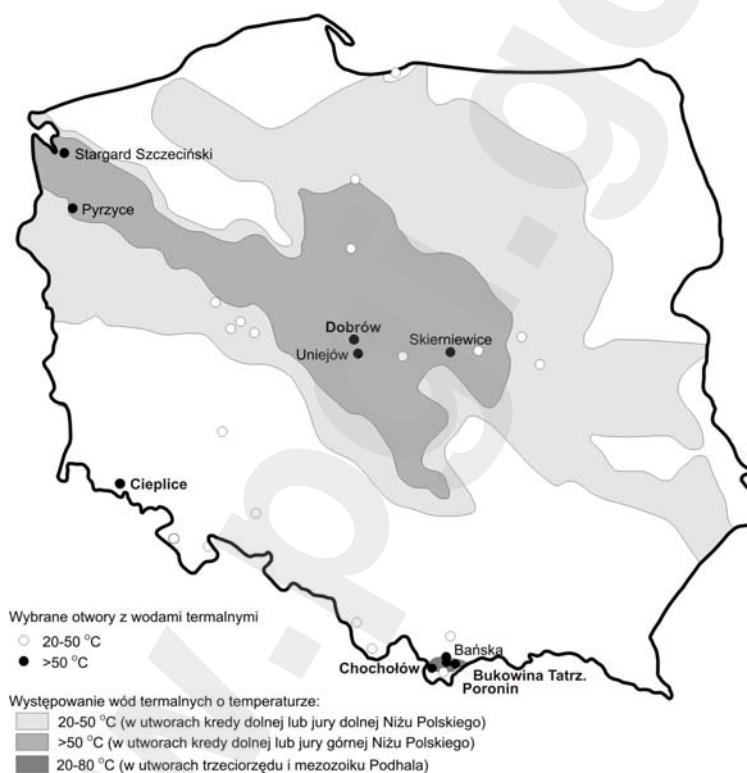 Stargard Szczeciński
Pyrzyce
Dobrów
Uniejów
Skierniewice
Cieplice
Wybrane otwory z wodami termalnymi
20-50 °C
>50 °C
Bańska
Chochołów
Bukowina Tatrz.
Poronin
Występowanie wód termalnych o temperaturze:
20-50 °C (w utworach kredy dolnej lub jury dolnej Niżu Polskiego)
>50 °C (w utworach kredy dolnej lub jury górnej Niżu Polskiego)
20-80 °C (w utworach trzeciorzędu i mezozoiku Podhala)